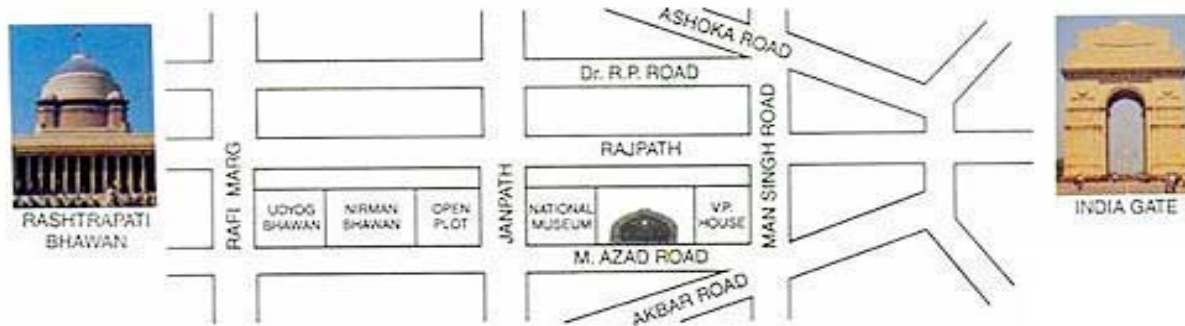 ASHOKA ROAD
Dr. R.P. ROAD
RAJPATH
MAN SINGH ROAD
RAFI MARG
JANPATH
RASHTRAPATI
BHAWAN
UDYOG
BHAWAN
NIRMAN
BHAWAN
OPEN
PLOT
NATIONAL
MUSEUM
V.P.
HOUSE
INDIA GATE
M. AZAD ROAD
AKBAR ROAD